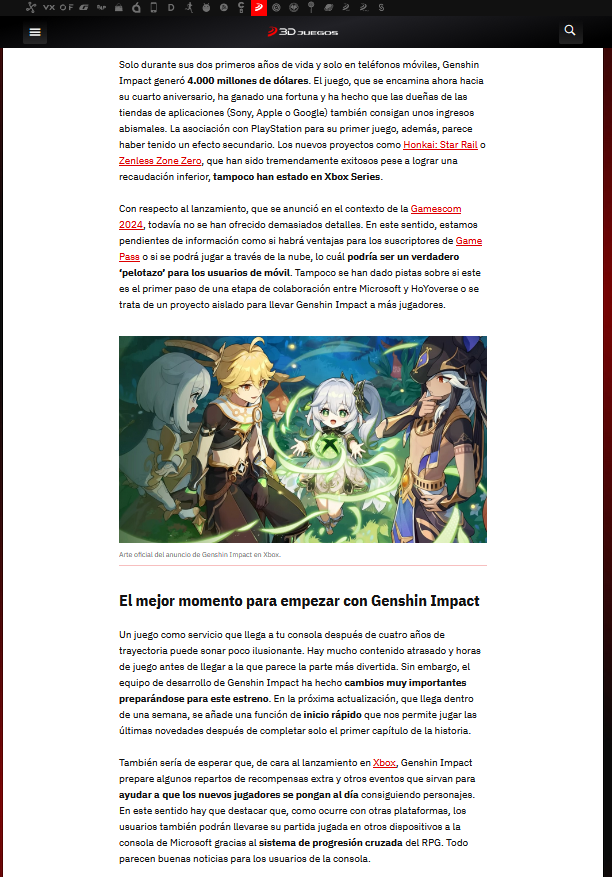 3DJUEGOS
Solo durante sus dos primeros años de vida y solo en teléfonos móviles, Genshin
Impact generó 4.000 millones de dólares. El juego, que se encamina ahora hacia
su cuarto aniversario, ha ganado una fortuna y ha hecho que las dueñas de las
tiendas de aplicaciones (Sony, Apple o Google) también consigan unos ingresos
abismales. La asociación con PlayStation para su primer juego, además, parece
haber tenido un efecto secundario. Los nuevos proyectos como Honkai: Star Rail o
Zenless Zone Zero, que han sido tremendamente exitosos pese a lograr una
recaudación inferior, tampoco han estado en Xbox Series.
Con respecto al lanzamiento, que se anunció en el contexto de la Gamescom
2024, todavía no se han ofrecido demasiados detalles. En este sentido, estamos
pendientes de información como si habrá ventajas para los suscriptores de Game
Pass o si se podrá jugar a través de la nube, lo cuál podría ser un verdadero
‘pelotazo’ para los usuarios de móvil. Tampoco se han dado pistas sobre si este
es el primer paso de una etapa de colaboración entre Microsoft y HoYoverse o se
trata de un proyecto aislado para llevar Genshin Impact a más jugadores.
Arte oficial del anuncio de Genshin Impact en Xbox.
El mejor momento para empezar con Genshin Impact
Un juego como servicio que llega a tu consola después de cuatro años de
trayectoria puede sonar poco ilusionante. Hay mucho contenido atrasado y horas
de juego antes de llegar a la que parece la parte más divertida. Sin embargo, el
equipo de desarrollo de Genshin Impact ha hecho cambios muy importantes
preparándose para este estreno. En la próxima actualización, que llega dentro
de una semana, se añade una función de inicio rápido que nos permite jugar las
últimas novedades después de completar solo el primer capítulo de la historia.
También sería de esperar que, de cara al lanzamiento en Xbox, Genshin Impact
prepare algunos repartos de recompensas extra y otros eventos que sirvan para
ayudar a que los nuevos jugadores se pongan al día consiguiendo personajes.
En este sentido hay que destacar que, como ocurre con otras plataformas, los
usuarios también podrán llevarse su partida jugada en otros dispositivos a la
consola de Microsoft gracias al sistema de progresión cruzada del RPG. Todo
parecen buenas noticias para los usuarios de la consola.